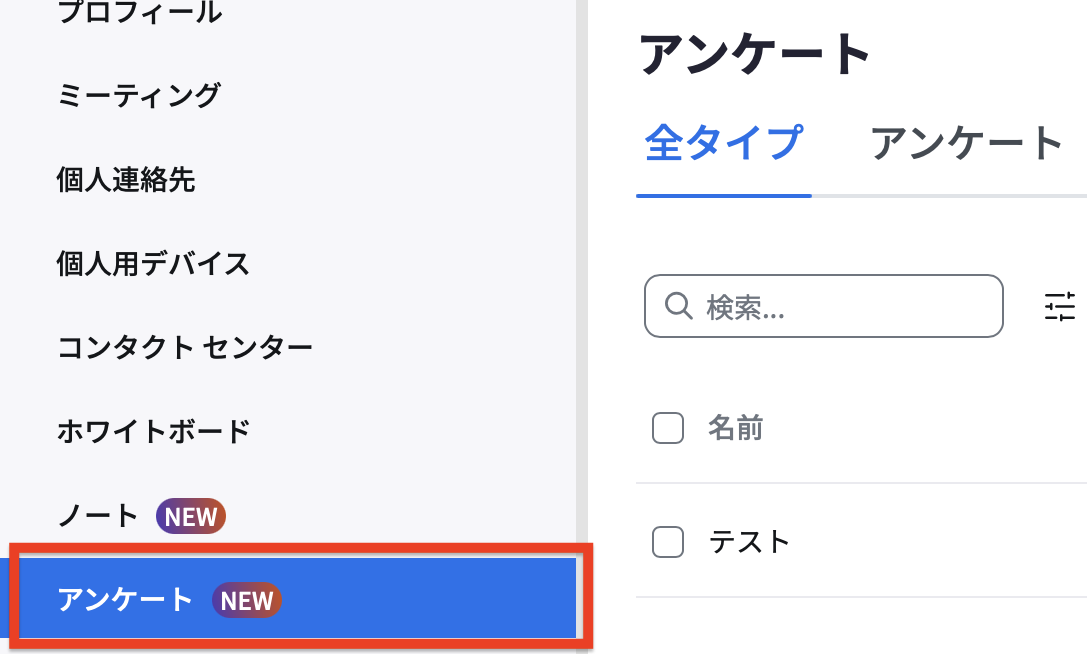 プロフィール
ミーティング
個人連絡先
個人用デバイス
コンタクト センター
ホワイトボード
ノート NEW
アンケート NEW
アンケート
全タイプ アンケート
検索...
名前
テスト